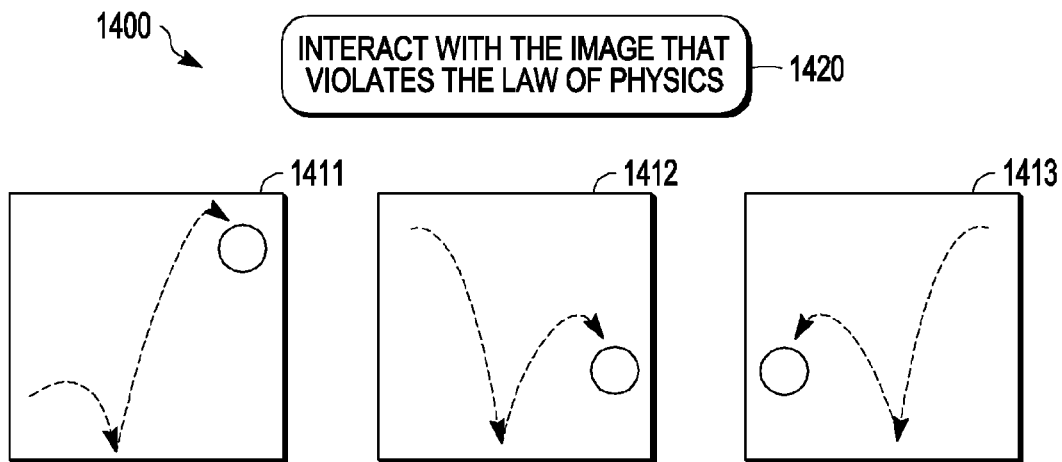 1400
INTERACT WITH THE IMAGE THAT
VIOLATES THE LAW OF PHYSICS
1420
1411
1412
1413